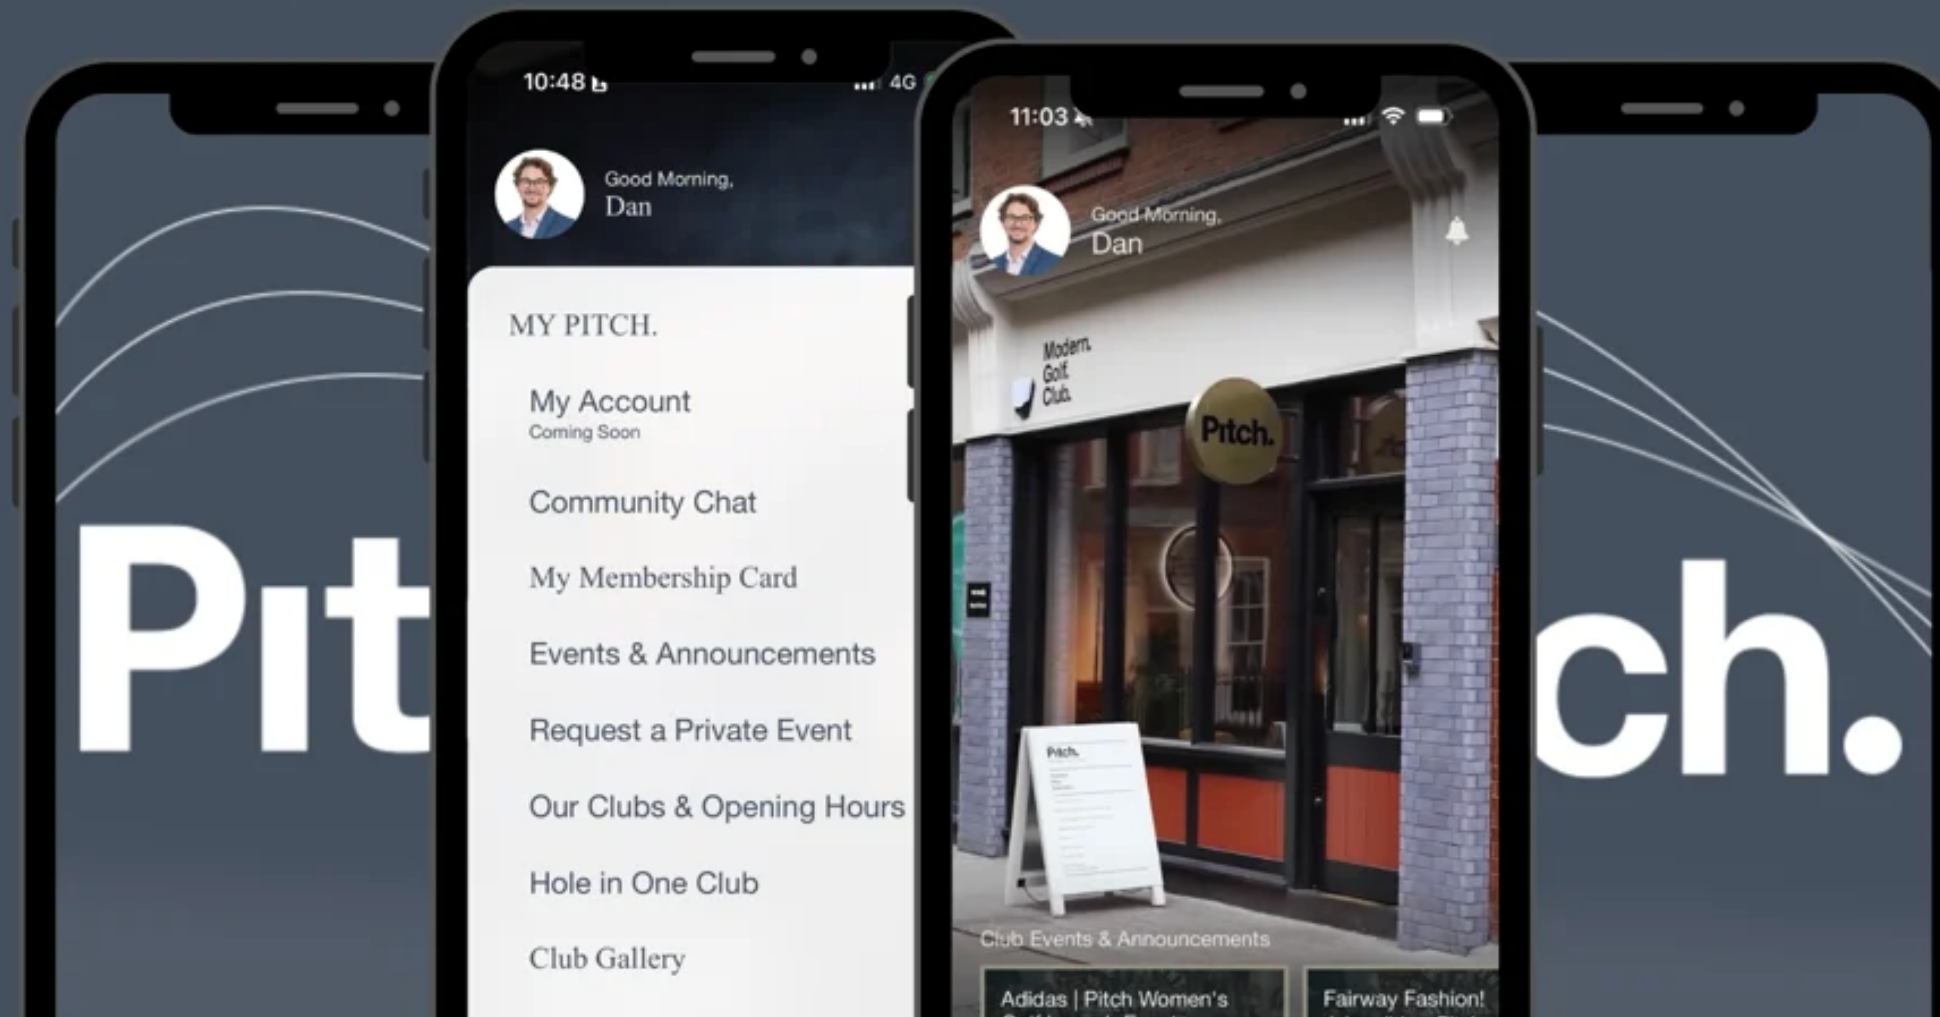 Pit
ch.
10:48
4G
Good Morning,
Dan
MY PITCH.
My Account
Coming Soon
Community Chat
My Membership Card
Events & Announcements
Request a Private Event
Our Clubs & Opening Hours
Hole in One Club
Club Gallery
11:03
Good Morning,
Dan
Modern.
Golf.
Club.
Pitch.
Pitch.
Club Events & Announcements
Adidas | Pitch Women's
Fairway Fashion!